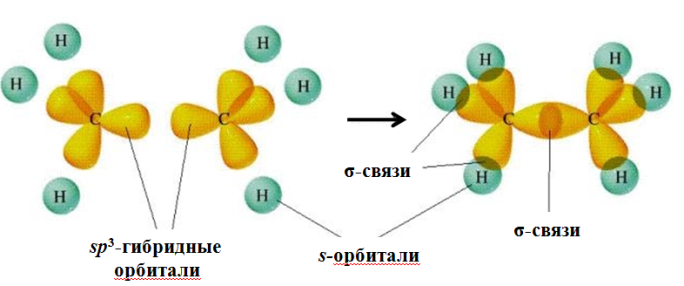 H H
H H
C C
H H
H H
H H
C C
H H
σ-связи
σ-связи
sp³-гибридные
орбитали
s-орбитали